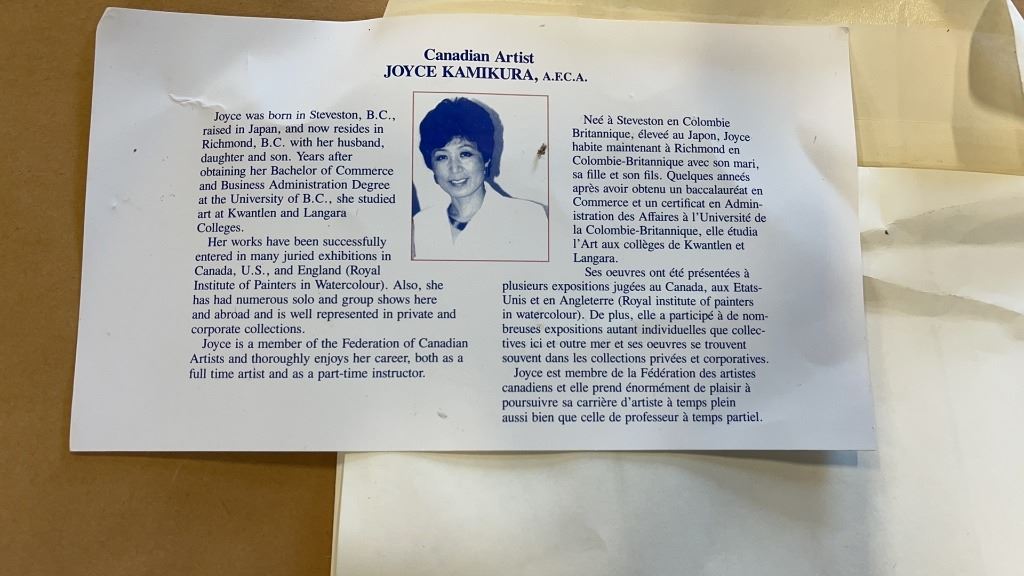 Canadian Artist
JOYCE KAMIKURA, A.F.C.A.
Joyce was born in Steveston, B.C.,
raised in Japan, and now resides in
Richmond, B.C. with her husband,
daughter and son. Years after
obtaining her Bachelor of Commerce
and Business Administration Degree
at the University of B.C., she studied
art at Kwantlen and Langara
Colleges.
Her works have been successfully
entered in many juried exhibitions in
Canada, U.S., and England (Royal
Institute of Painters in Watercolour). Also, she
has had numerous solo and group shows here
and abroad and is well represented in private and
corporate collections.
Joyce is a member of the Federation of Canadian
Artists and thoroughly enjoys her career, both as a
full time artist and as a part-time instructor.
Neé à Steveston en Colombie
Britannique, éleveé au Japon, Joyce
habite maintenant à Richmond en
Colombie-Britannique avec son mari,
sa fille et son fils. Quelques anneés
après avoir obtenu un baccalauréat en
Commerce et un certificat en Admin-
istration des Affaires à l'Université de
la Colombie-Britannique, elle étudia
l'Art aux collèges de Kwantlen et
Langara.
Ses oeuvres ont été présentées à
plusieurs expositions jugées au Canada, aux Etats-
Unis et en Angleterre (Royal institute of painters
in watercolour). De plus, elle a participé à de nom-
breuses expositions autant individuelles que collec-
tives ici et outre mer et ses oeuvres se trouvent
souvent dans les collections privées et corporatives.
Joyce est membre de la Fédération des artistes
canadiens et elle prend énormément de plaisir à
poursuivre sa carrière d'artiste à temps plein
aussi bien que celle de professeur à temps partiel.